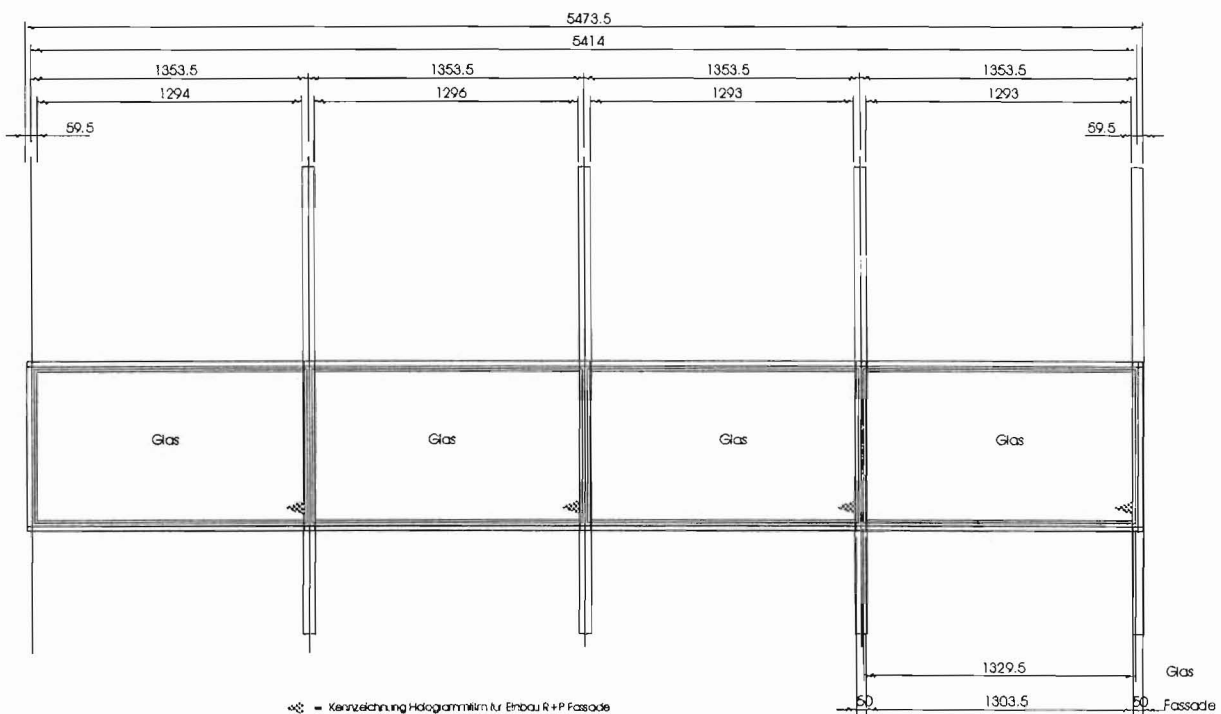 5473.5
5414
1353.5 1353.5 1353.5 1353.5
1294 1296 1293 1293
59.5 59.5
Glas Glas Glas Glas
1329.5 Glas
50 1303.5 50 Fassade
= Kennzeichnung Hologrammfilm für Einbau R+P Fassade